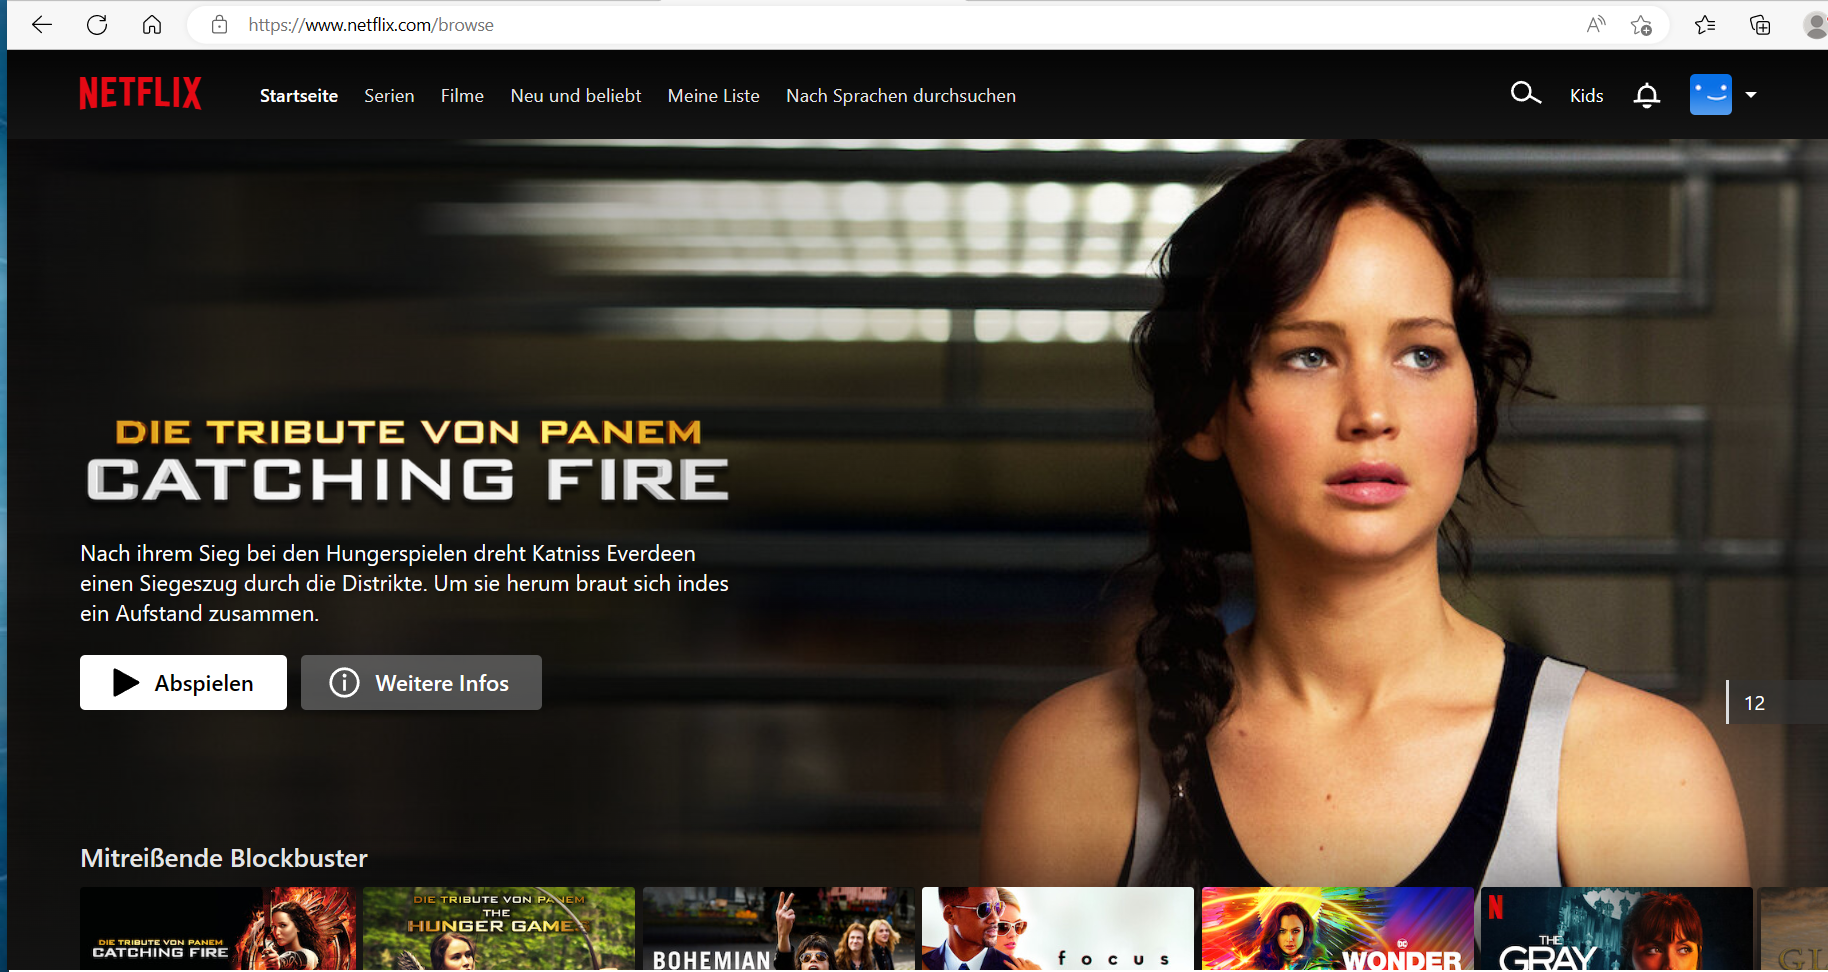 https://www.netflix.com/browse
NETFLIX
Startseite
Serien
Filme
Neu und beliebt
Meine Liste
Nach Sprachen durchsuchen
Kids
DIE TRIBUTE VON PANEM
CATCHING FIRE
Nach ihrem Sieg bei den Hungerspielen dreht Katniss Everdeen
einen Siegeszug durch die Distrikte. Um sie herum braut sich indes
ein Aufstand zusammen.
Abspielen
Weitere Infos
12
Mitreißende Blockbuster
DIE TRIBUTE VON PANEM
CATCHING FIRE
DIE TRIBUTE VON PANEM
THE
HUNGER GAMES
BOHEMIAN
focus
DC
WONDER
N
THE
GRAY